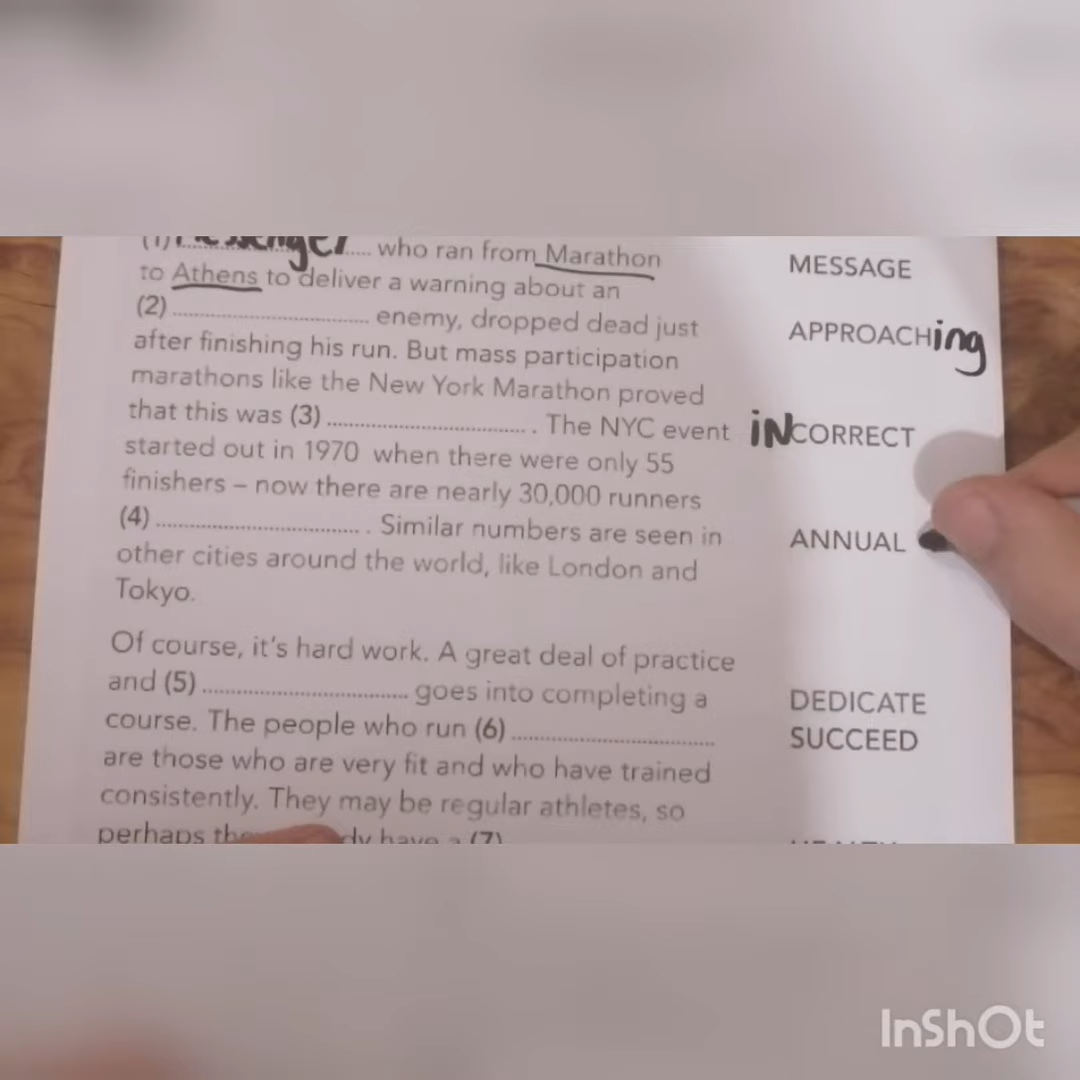 (1) Messenger ........ who ran from Marathon MESSAGE
to Athens to deliver a warning about an
(2) ........ enemy, dropped dead just APPROACHing
after finishing his run. But mass participation
marathons like the New York Marathon proved
that this was (3) ........ . The NYC event iNCORRECT
started out in 1970 when there were only 55
finishers – now there are nearly 30,000 runners
(4) ........ . Similar numbers are seen in ANNUAL
other cities around the world, like London and
Tokyo.
Of course, it's hard work. A great deal of practice
and (5) ........ goes into completing a DEDICATE
course. The people who run (6) ........ SUCCEED
are those who are very fit and who have trained
consistently. They may be regular athletes, so
perhaps have a (7)
InShOt